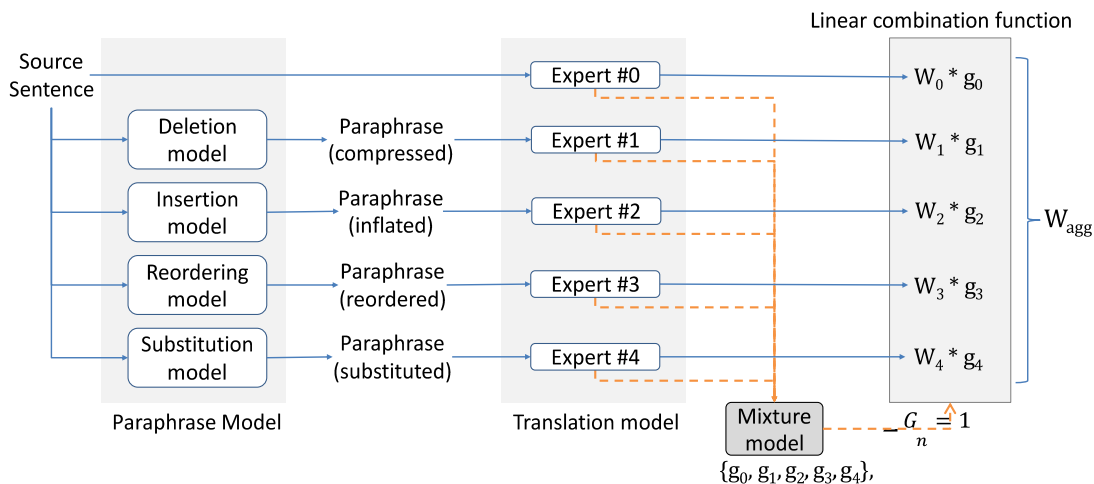 Linear combination function
Source
Sentence
Expert #0
W₀ * g₀
Deletion
model
Paraphrase
(compressed)
Expert #1
W₁ * g₁
Insertion
model
Paraphrase
(inflated)
Expert #2
W₂ * g₂
Wagg
Reordering
model
Paraphrase
(reordered)
Expert #3
W₃ * g₃
Substitution
model
Paraphrase
(substituted)
Expert #4
W₄ * g₄
Paraphrase Model
Translation model
Mixture
model
_ G = 1
n
{g₀, g₁, g₂, g₃, g₄},